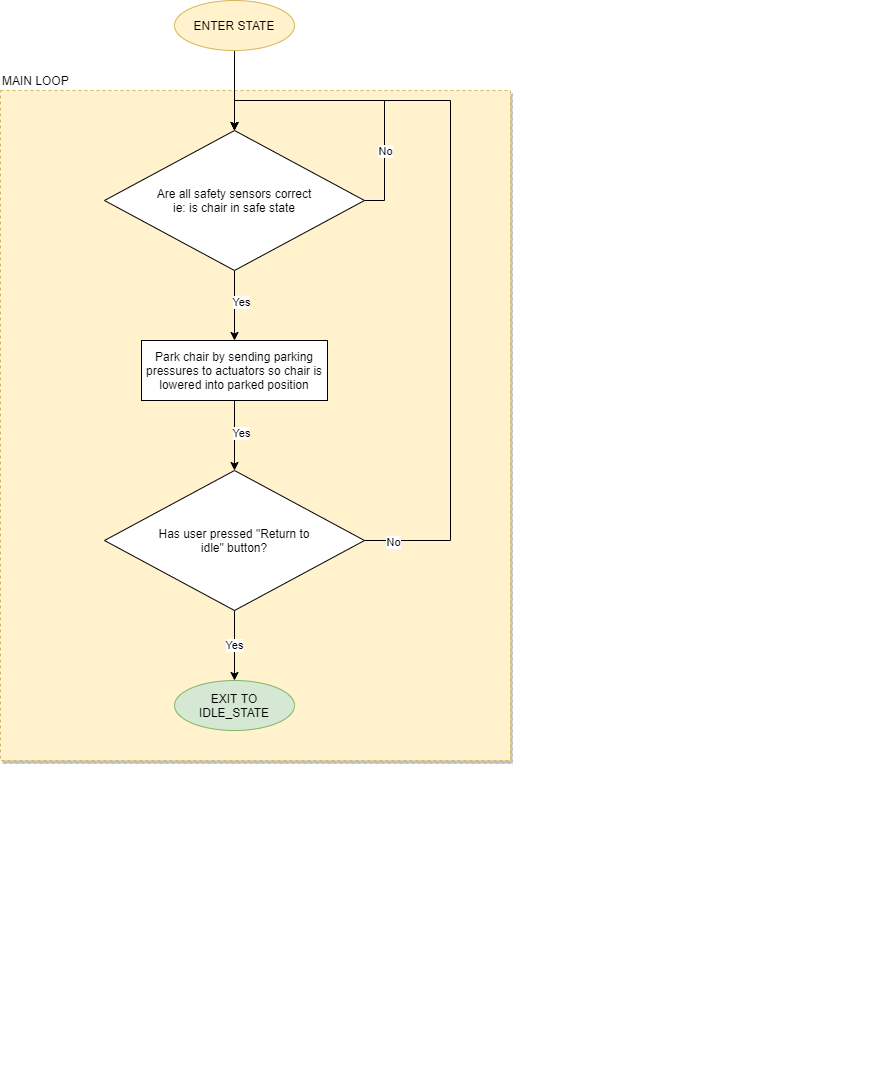 ENTER STATE
MAIN LOOP
No
Are all safety sensors correct
ie: is chair in safe state
Yes
Park chair by sending parking
pressures to actuators so chair is
lowered into parked position
Yes
Has user pressed "Return to
idle" button?
No
Yes
EXIT TO
IDLE_STATE